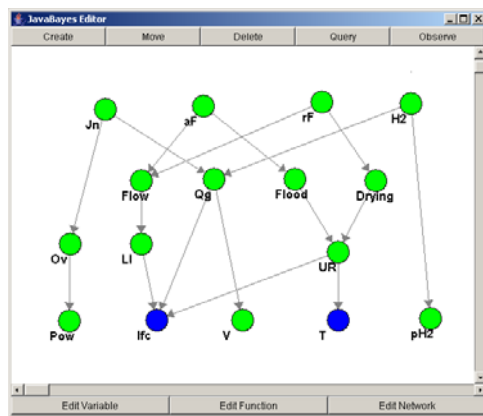 JavaBayes Editor
Create Move Delete Query Observe
Jn aF rF H2
Flow Qg Flood Drying
Ov Ll UR
Pow Ifc V T pH2
Edit Variable Edit Function Edit Network